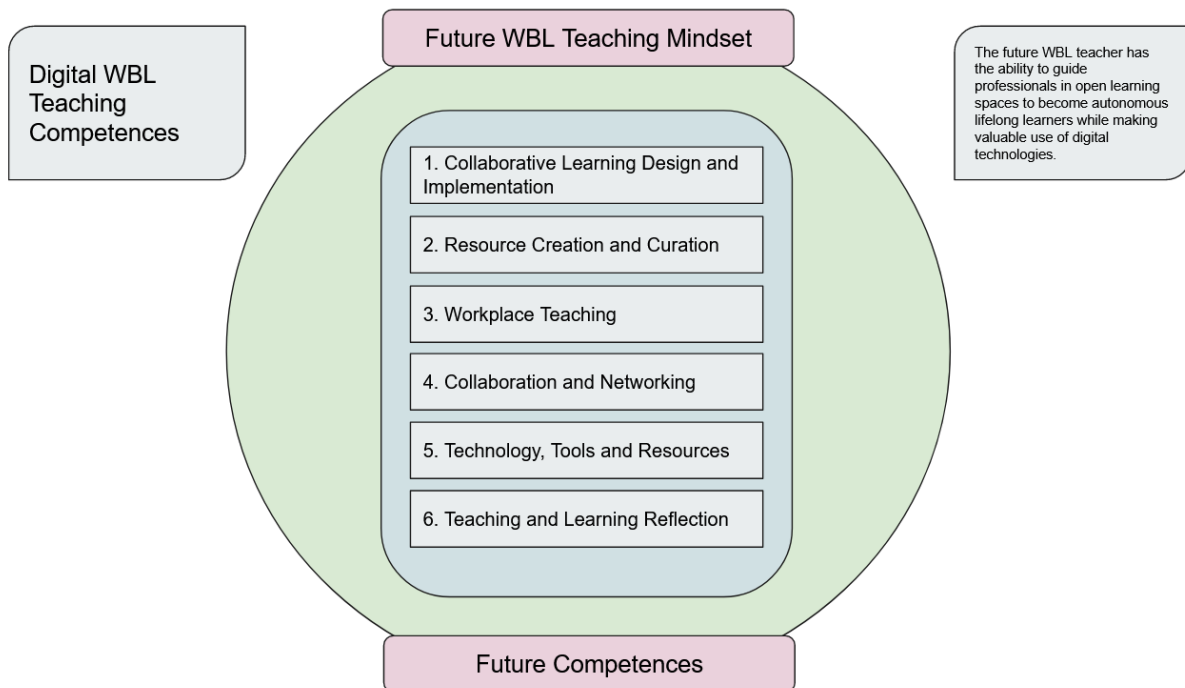 Future WBL Teaching Mindset
Digital WBL
Teaching
Competences
The future WBL teacher has
the ability to guide
professionals in open learning
spaces to become autonomous
lifelong learners while making
valuable use of digital
technologies.
1. Collaborative Learning Design and
Implementation
2. Resource Creation and Curation
3. Workplace Teaching
4. Collaboration and Networking
5. Technology, Tools and Resources
6. Teaching and Learning Reflection
Future Competences